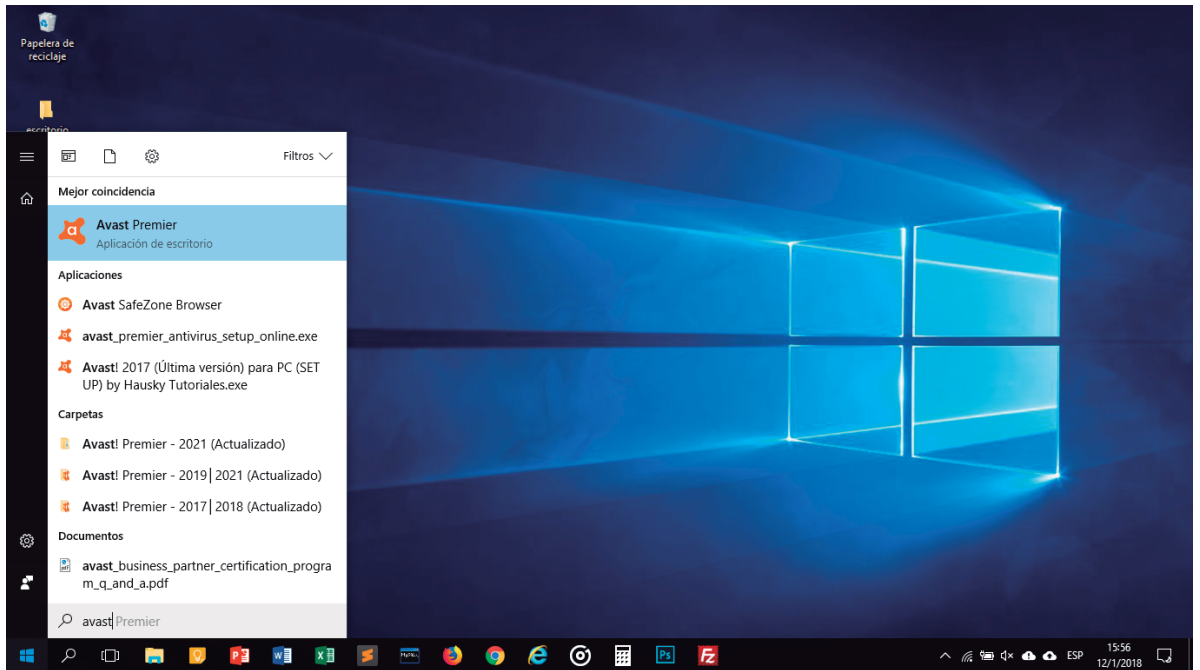 Papelera de
reciclaje
escritorio
Filtros
Mejor coincidencia
Avast Premier
Aplicación de escritorio
Aplicaciones
Avast SafeZone Browser
avast_premier_antivirus_setup_online.exe
Avast! 2017 (Última versión) para PC (SET
UP) by Hausky Tutoriales.exe
Carpetas
Avast! Premier - 2021 (Actualizado)
Avast! Premier - 2019| 2021 (Actualizado)
Avast! Premier - 2017| 2018 (Actualizado)
Documentos
avast_business_partner_certification_progra
m_q_and_a.pdf
avast Premier
Ps
Fz
ESP
15:56
12/1/2018